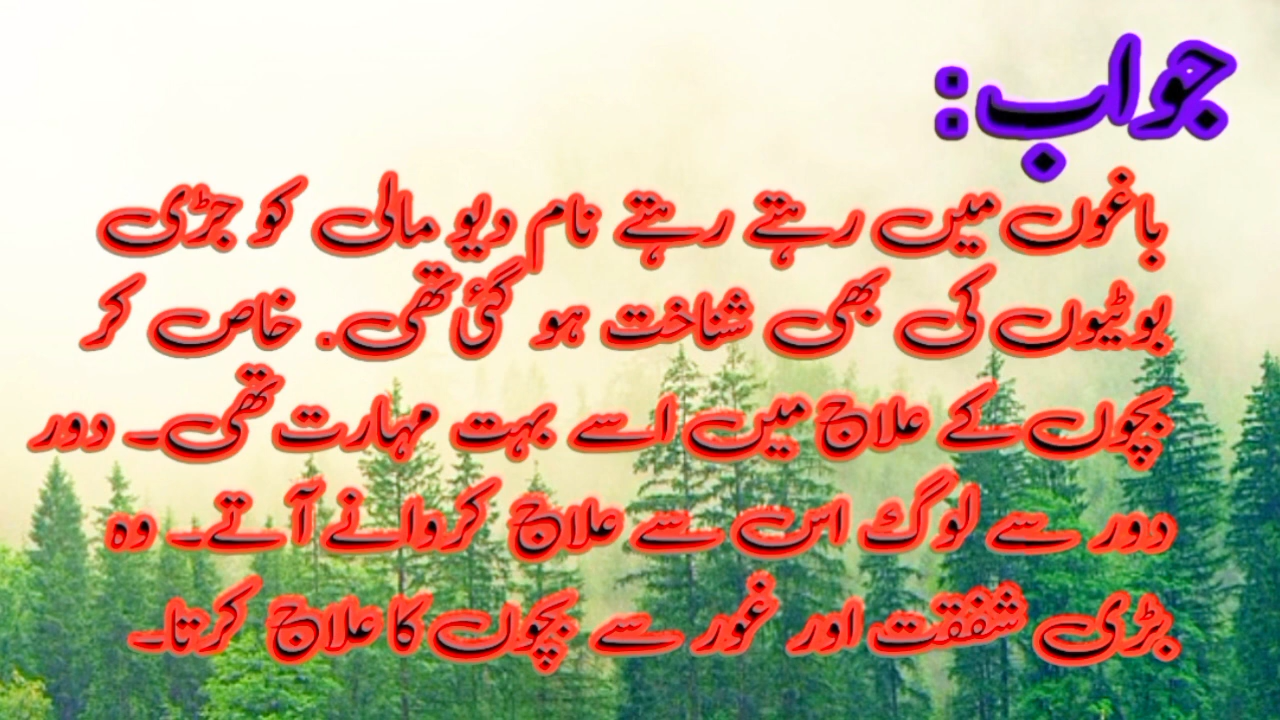 جواب:
باغوں میں رہتے رہتے نام دیو مالی کو جڑی
بوٹیوں کی بھی شناخت ہو گئی تھی. خاص کر
بچوں کے علاج میں اسے بہت مہارت تھی۔ دور
دور سے لوگ اس سے علاج کروانے آتے۔ وہ
بڑی شفقت اور غور سے بچوں کا علاج کرتا۔